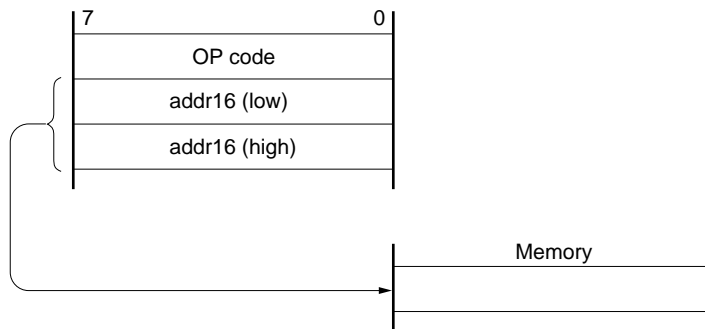 7 0
OP code
addr16 (low)
addr16 (high)
Memory